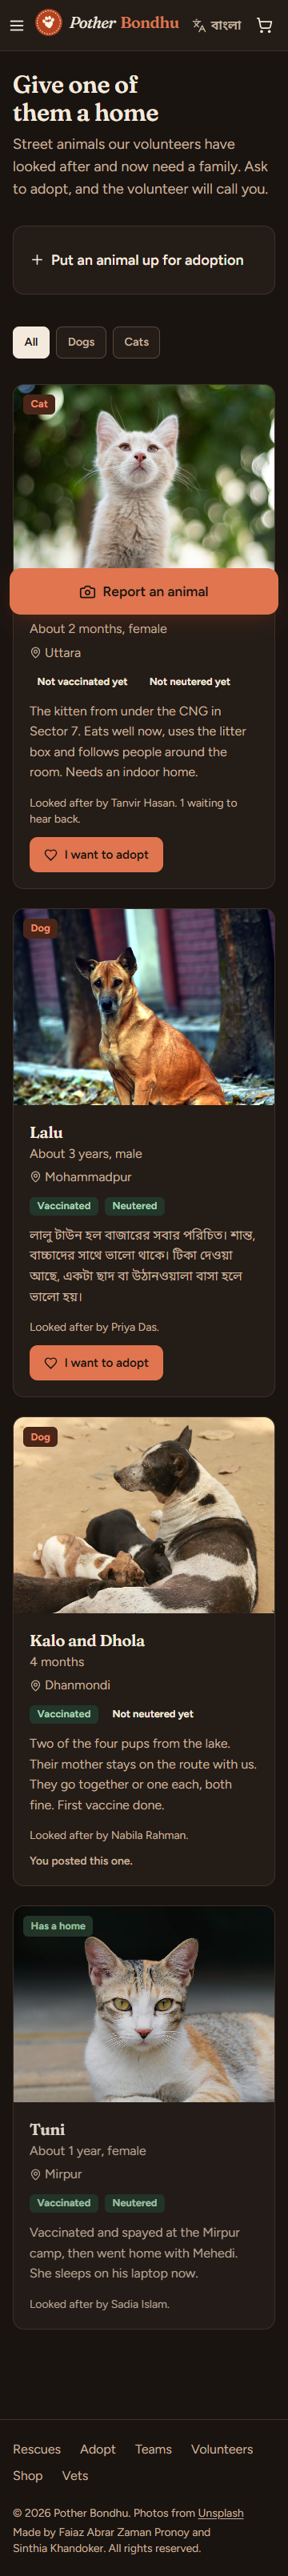 Pother Bondhu
বাংলা
Give one of
them a home
Street animals our volunteers have
looked after and now need a family. Ask
to adopt, and the volunteer will call you.
Put an animal up for adoption
All
Dogs
Cats
Cat
Report an animal
About 2 months, female
Uttara
Not vaccinated yet
Not neutered yet
The kitten from under the CNG in
Sector 7. Eats well now, uses the litter
box and follows people around the
room. Needs an indoor home.
Looked after by Tanvir Hasan. 1 waiting to
hear back.
I want to adopt
Dog
Lalu
About 3 years, male
Mohammadpur
Vaccinated
Neutered
লালু টাউন হল বাজারের সবার পরিচিত। শান্ত,
বাচ্চাদের সাথে ভালো থাকে। টিকা দেওয়া
আছে, একটা ছাদ বা উঠানওয়ালা বাসা হলে
ভালো হয়।
Looked after by Priya Das.
I want to adopt
Dog
Kalo and Dhola
4 months
Dhanmondi
Vaccinated
Not neutered yet
Two of the four pups from the lake.
Their mother stays on the route with us.
They go together or one each, both
fine. First vaccine done.
Looked after by Nabila Rahman.
You posted this one.
Has a home
Tuni
About 1 year, female
Mirpur
Vaccinated
Neutered
Vaccinated and spayed at the Mirpur
camp, then went home with Mehedi.
She sleeps on his laptop now.
Looked after by Sadia Islam.
Rescues
Adopt
Teams
Volunteers
Shop
Vets
© 2026 Pother Bondhu. Photos from Unsplash
Made by Faiaz Abrar Zaman Pronoy and
Sinthia Khandoker. All rights reserved.